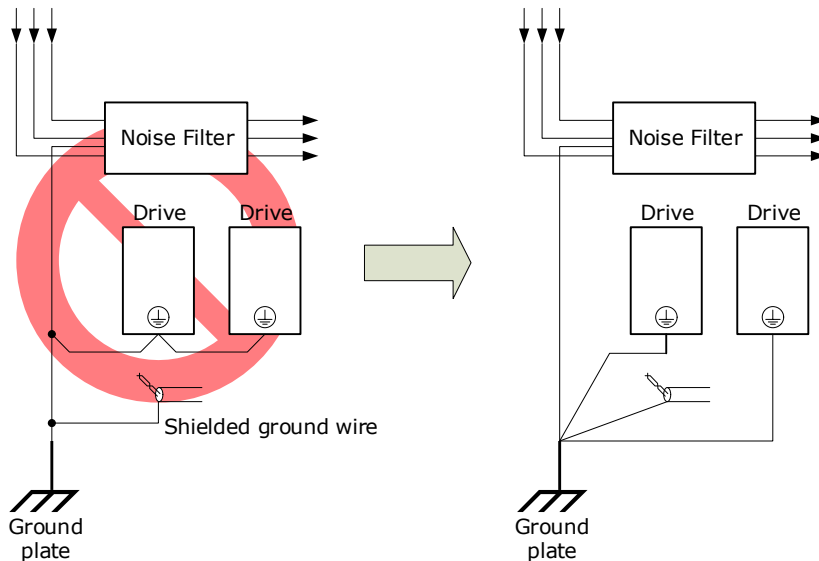 Noise Filter
Drive
Drive
Shielded ground wire
Ground
plate
Noise Filter
Drive
Drive
Ground
plate